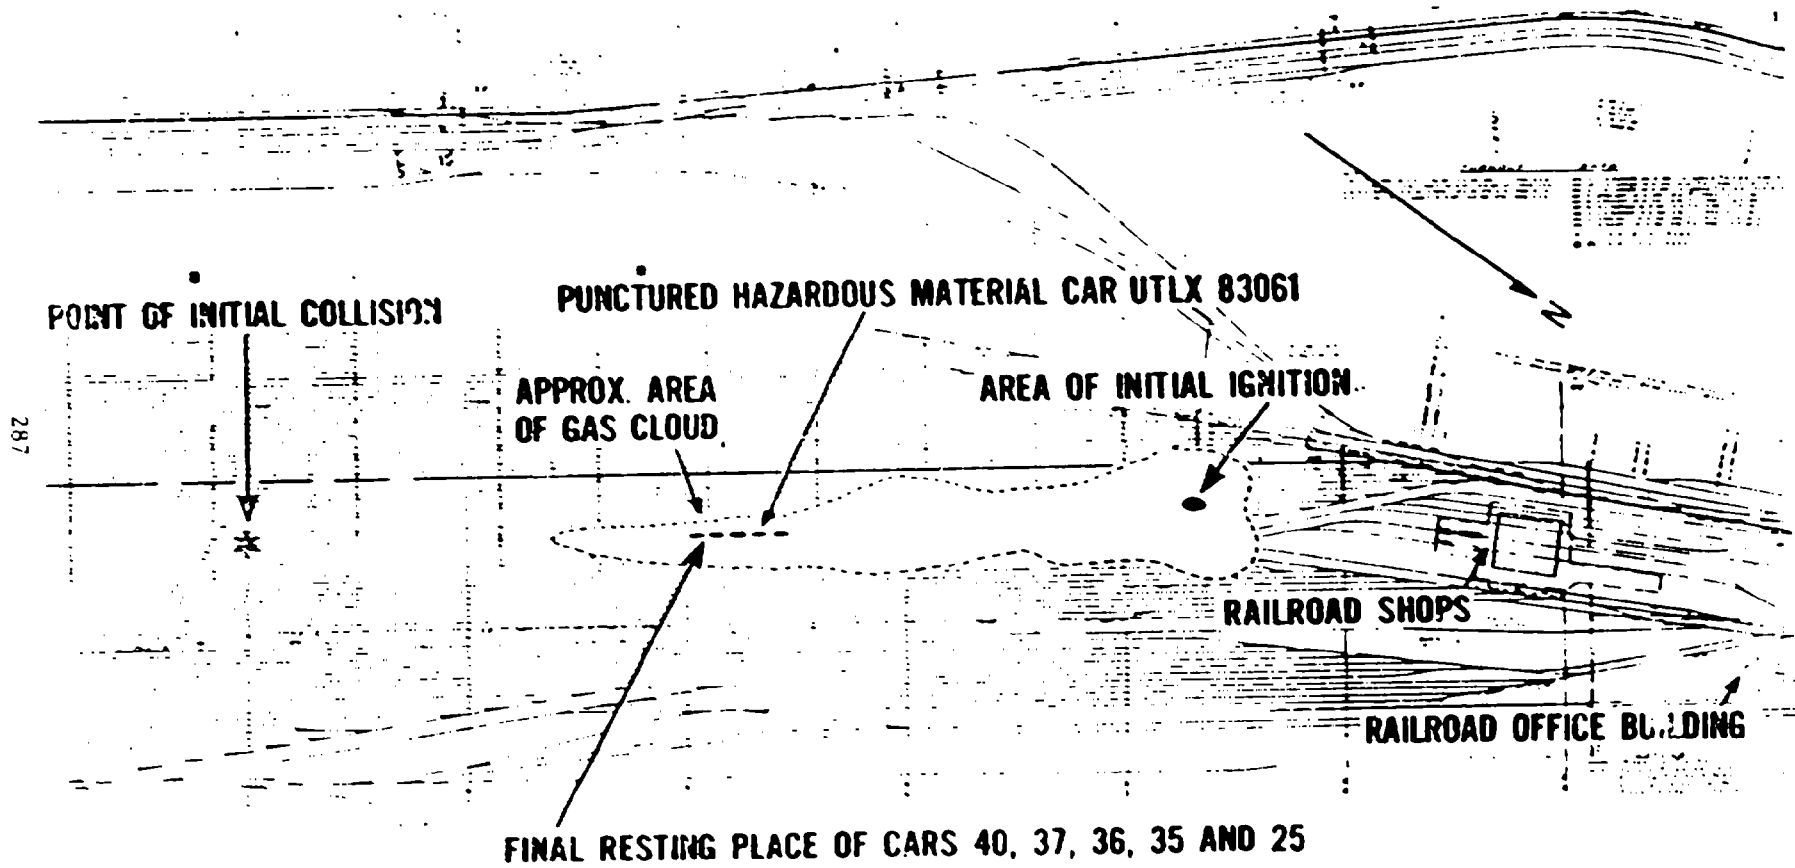 POINT OF INITIAL COLLISION
PUNCTURED HAZARDOUS MATERIAL CAR UTLX 83061
N
APPROX. AREA
OF GAS CLOUD
AREA OF INITIAL IGNITION
287
RAILROAD SHOPS
RAILROAD OFFICE BUILDING
FINAL RESTING PLACE OF CARS 40, 37, 36, 35 AND 25